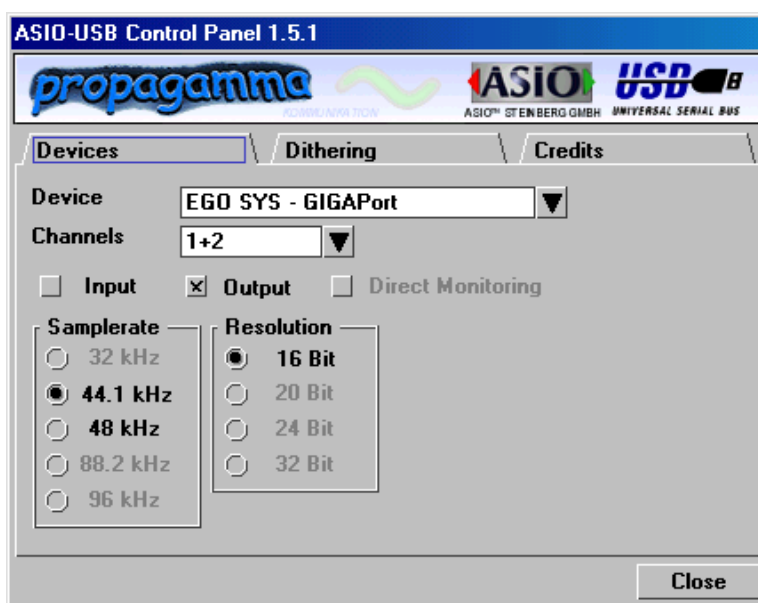 ASIO-USB Control Panel 1.5.1
propagamma
KOMMUNIKATION
ASIO
ASIO™ STEINBERG GMBH
USB
UNIVERSAL SERIAL BUS
Devices
Dithering
Credits
Device
EGO SYS - GIGAPort
Channels
1+2
Input
Output
Direct Monitoring
Samplerate
32 kHz
44.1 kHz
48 kHz
88.2 kHz
96 kHz
Resolution
16 Bit
20 Bit
24 Bit
32 Bit
Close